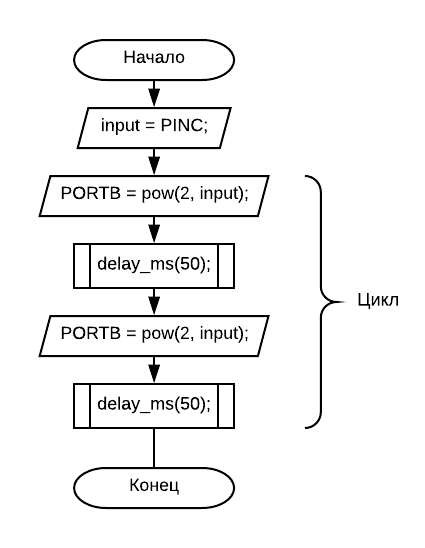 Начало
input = PINC;
PORTB = pow(2, input);
delay_ms(50);
PORTB = pow(2, input);
delay_ms(50);
Конец
Цикл